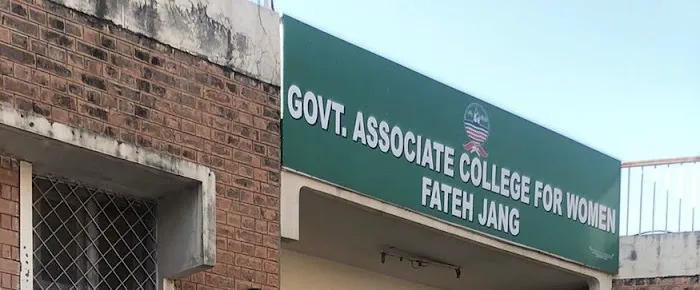 GOVT. ASSOCIATE COLLEGE FOR WOMEN
FATEH JANG